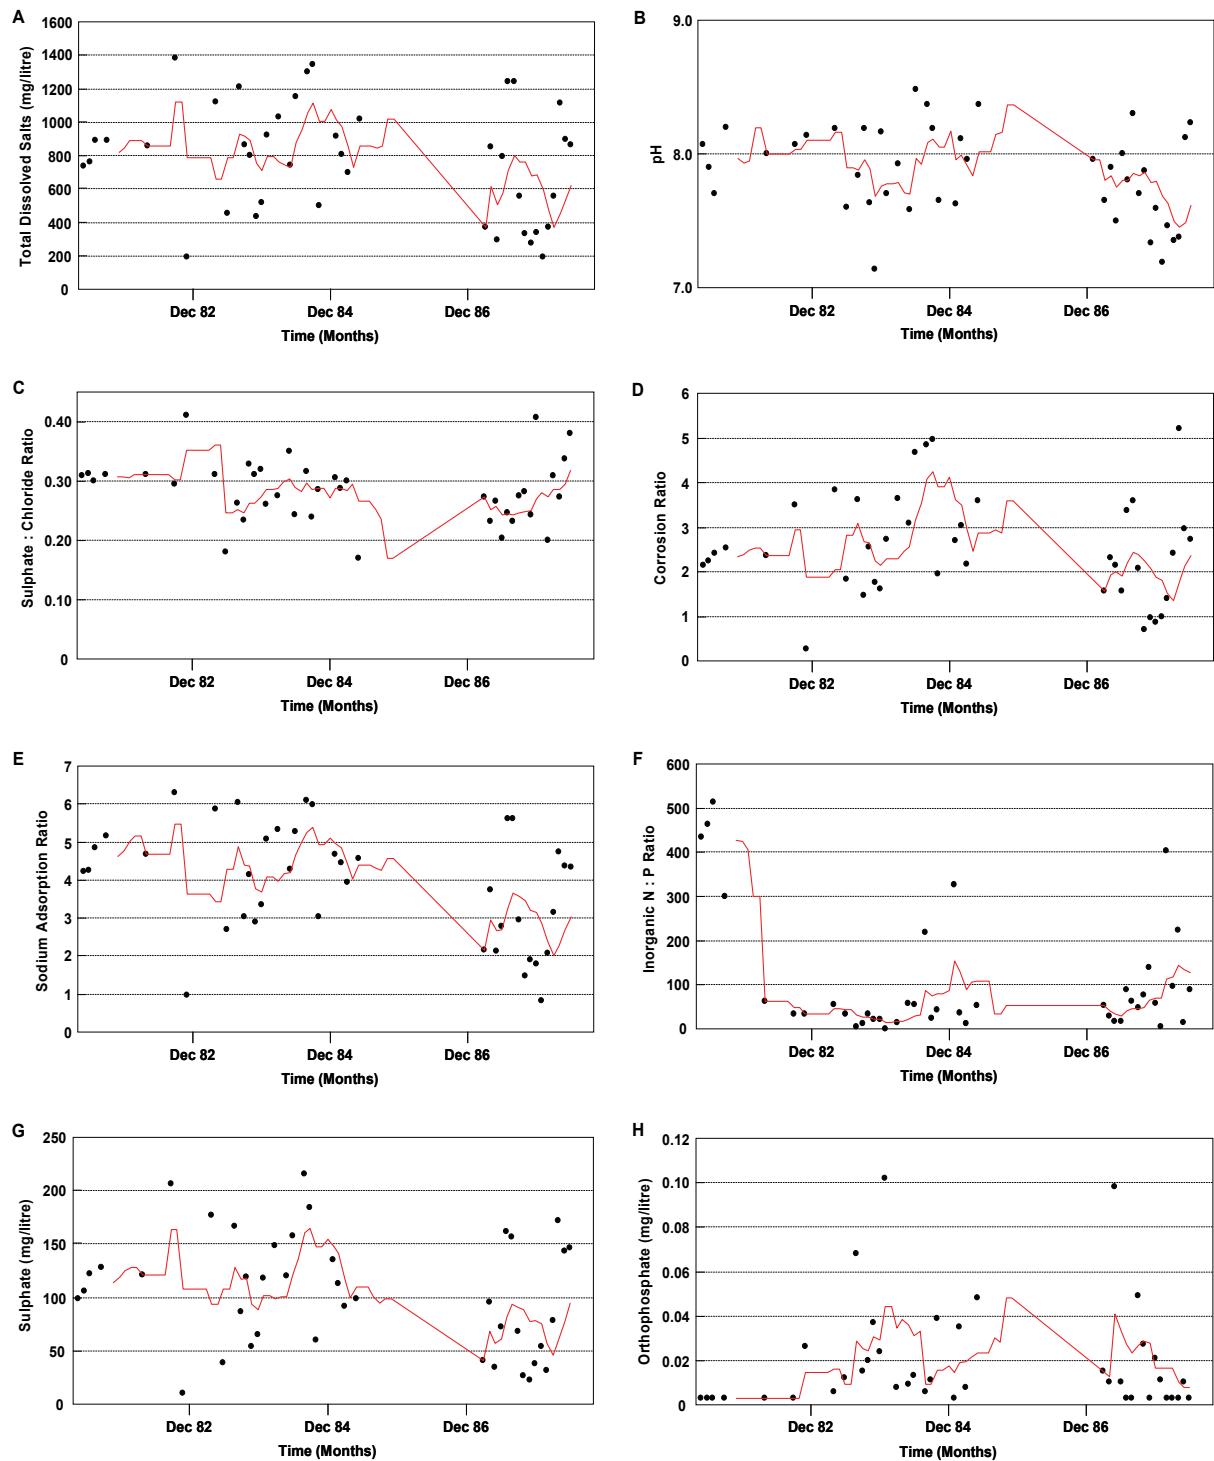 A
Total Dissolved Salts (mg/litre)
1600
1400
1200
1000
800
600
400
200
0
Dec 82
Dec 84
Dec 86
Time (Months)
B
pH
9.0
8.0
7.0
Dec 82
Dec 84
Dec 86
Time (Months)
C
Sulphate : Chloride Ratio
0.40
0.30
0.20
0.10
0
Dec 82
Dec 84
Dec 86
Time (Months)
D
Corrosion Ratio
6
5
4
3
2
1
0
Dec 82
Dec 84
Dec 86
Time (Months)
E
Sodium Adsorption Ratio
7
6
5
4
3
2
1
0
Dec 82
Dec 84
Dec 86
Time (Months)
F
Inorganic N : P Ratio
600
500
400
300
200
100
0
Dec 82
Dec 84
Dec 86
Time (Months)
G
Sulphate (mg/litre)
250
200
150
100
50
0
Dec 82
Dec 84
Dec 86
Time (Months)
H
Orthophosphate (mg/litre)
0.12
0.10
0.08
0.06
0.04
0.02
0
Dec 82
Dec 84
Dec 86
Time (Months)